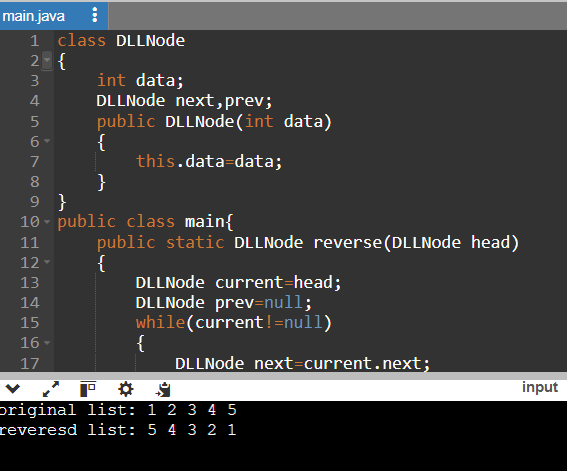 main.java
1 class DLLNode
2 {
3 int data;
4 DLLNode next,prev;
5 public DLLNode(int data)
6 {
7 this.data=data;
8 }
9 }
10 public class main{
11 public static DLLNode reverse(DLLNode head)
12 {
13 DLLNode current=head;
14 DLLNode prev=null;
15 while(current!=null)
16 {
17 DLLNode next=current.next;
input
original list: 1 2 3 4 5
reveresd list: 5 4 3 2 1